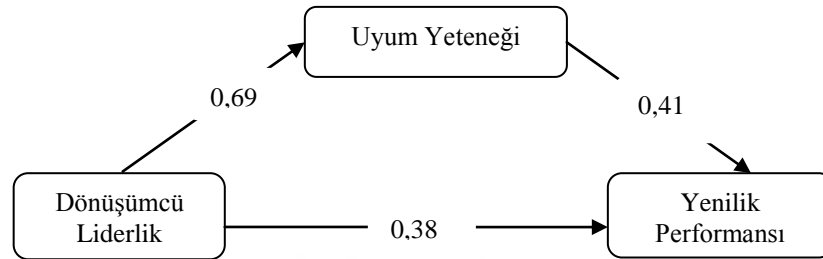 Uyum Yeteneği
0,69
0,41
Dönüşümcü
Liderlik
0,38
Yenilik
Performansı